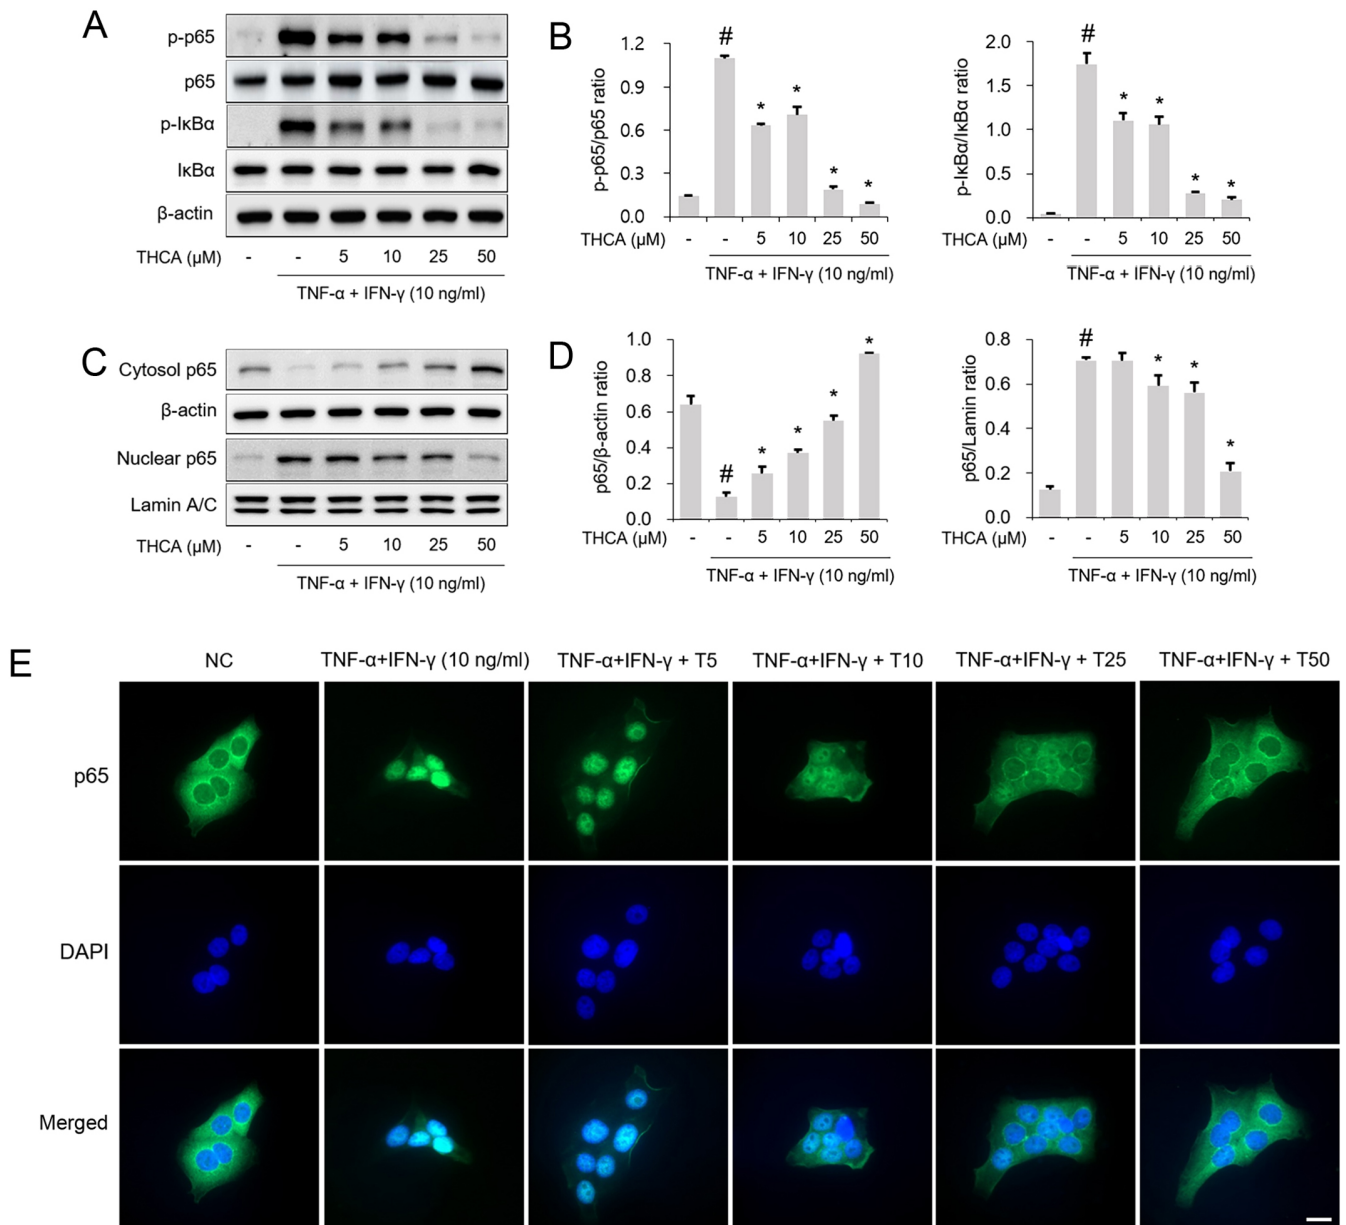 A
p-p65
p65
p-IκBα
IκBα
β-actin
THCA (µM) - - 5 10 25 50
TNF-α + IFN-γ (10 ng/ml)
B
p-p65/p65 ratio
1.2
0.9
0.6
0.3
0.0
#
*
*
*
*
THCA (µM) - - 5 10 25 50
TNF-α + IFN-γ (10 ng/ml)
p-IκBα/IκBα ratio
2.0
1.5
1.0
0.5
0.0
#
*
*
*
*
THCA (µM) - - 5 10 25 50
TNF-α + IFN-γ (10 ng/ml)
C
Cytosol p65
β-actin
Nuclear p65
Lamin A/C
THCA (µM) - - 5 10 25 50
TNF-α + IFN-γ (10 ng/ml)
D
p65/β-actin ratio
1.0
0.8
0.6
0.4
0.2
0.0
#
*
*
*
*
THCA (µM) - - 5 10 25 50
TNF-α + IFN-γ (10 ng/ml)
p65/Lamin ratio
0.8
0.6
0.4
0.2
0.0
#
*
*
*
THCA (µM) - - 5 10 25 50
TNF-α + IFN-γ (10 ng/ml)
E
NC TNF-α+IFN-γ (10 ng/ml) TNF-α+IFN-γ + T5 TNF-α+IFN-γ + T10 TNF-α+IFN-γ + T25 TNF-α+IFN-γ + T50
p65
DAPI
Merged